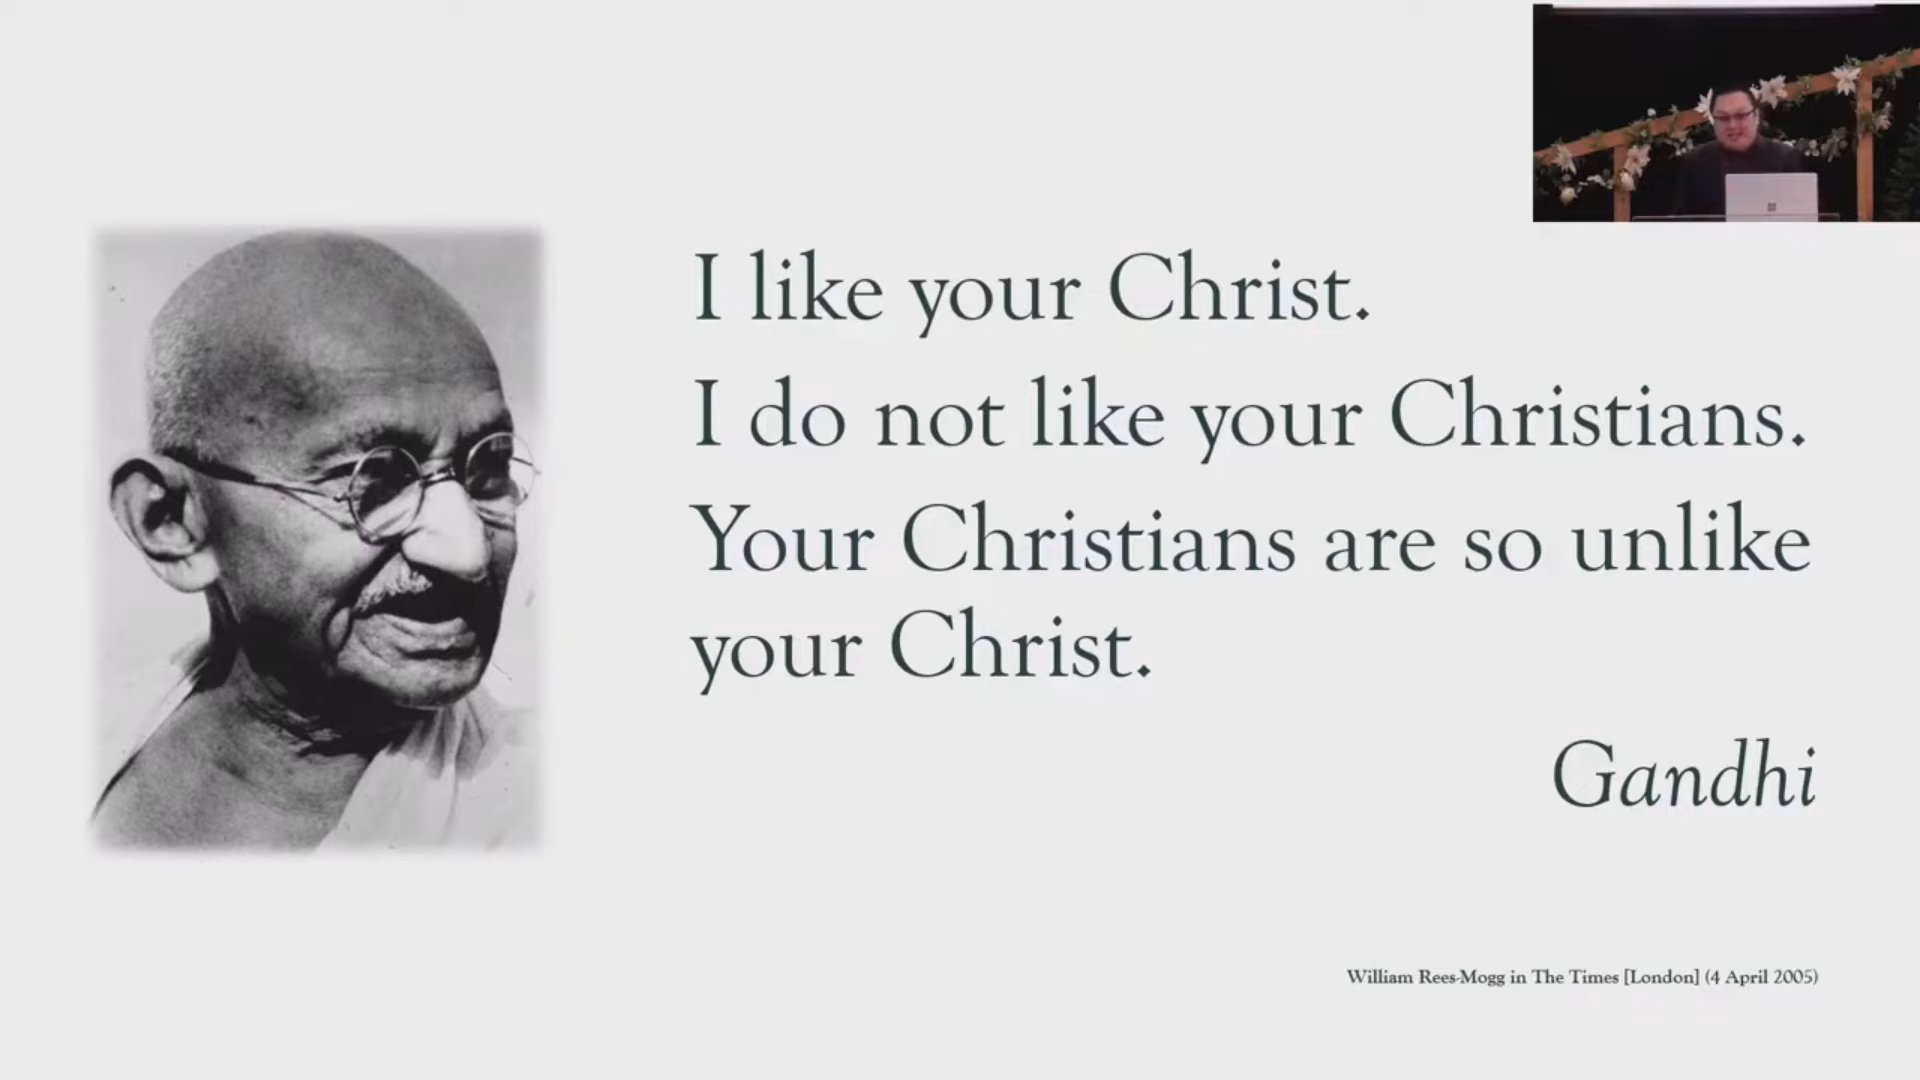 I like your Christ.
I do not like your Christians.
Your Christians are so unlike
your Christ.
Gandhi
William Rees-Mogg in The Times [London] (4 April 2005)